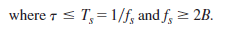 where τ ≤ Tₛ = 1/fₛ and fₛ ≥ 2B.